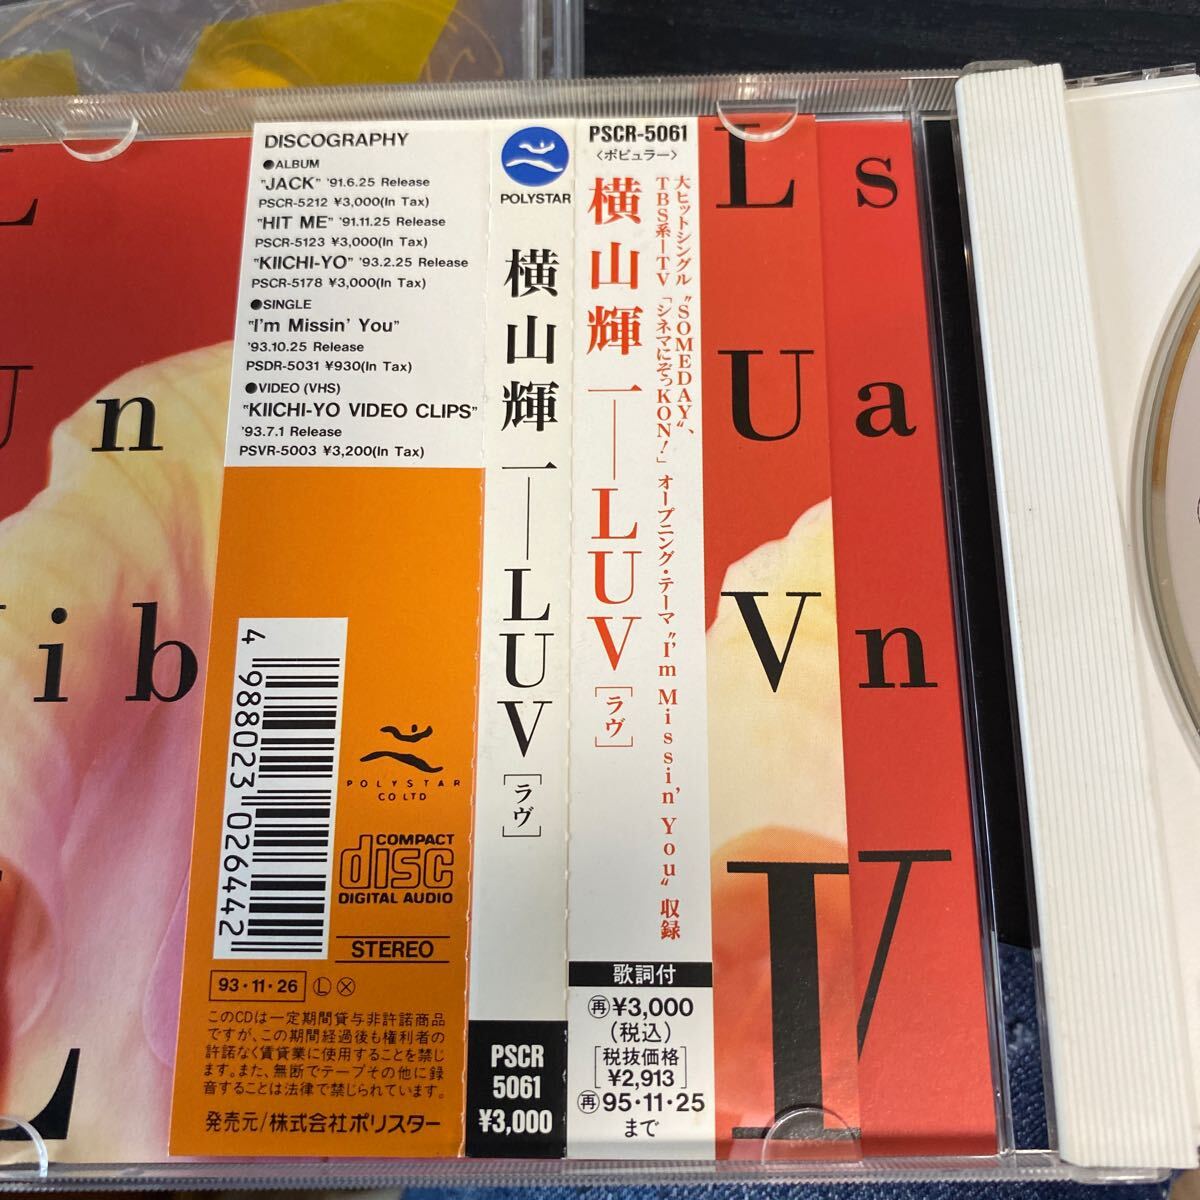 DISCOGRAPHY
●ALBUM
"JACK" '91.6.25 Release
PSCR-5212 ¥3,000(In Tax)
"HIT ME" '91.11.25 Release
PSCR-5123 ¥3,000(In Tax)
"KIICHI-YO" '93.2.25 Release
PSCR-5178 ¥3,000(In Tax)
●SINGLE
"I'm Missin' You"
'93.10.25 Release
PSDR-5031 ¥930(In Tax)
●VIDEO (VHS)
"KIICHI-YO VIDEO CLIPS"
'93.7.1 Release
PSVR-5003 ¥3,200(In Tax)
4 988023 026442
POLYSTAR
CO LTD
COMPACT
disc
DIGITAL AUDIO
STEREO
93・11・26 Ⓛ ⓧ
このCDは一定期間貸与非許諾商品
ですが、この期間経過後も権利者の
許諾なく賃貸業に使用することを禁じ
ます。また、無断でテープその他に録
音することは法律で禁じられています。
発売元/株式会社ポリスター
POLYSTAR
横山輝一──LUV[ラヴ]
PSCR
5061
¥3,000
PSCR-5061
〈ポピュラー〉
大ヒットシングル“SOMEDAY”、
TBS系―TV「シネマにぞっKON!」オープニング・テーマ“I'm Missin' You”収録
横山輝一──LUV[ラヴ]
歌詞付
再¥3,000
(税込)
[税抜価格
¥2,913]
再95・11・25
まで
L s
U a
V n
V
L
U n
ib
L